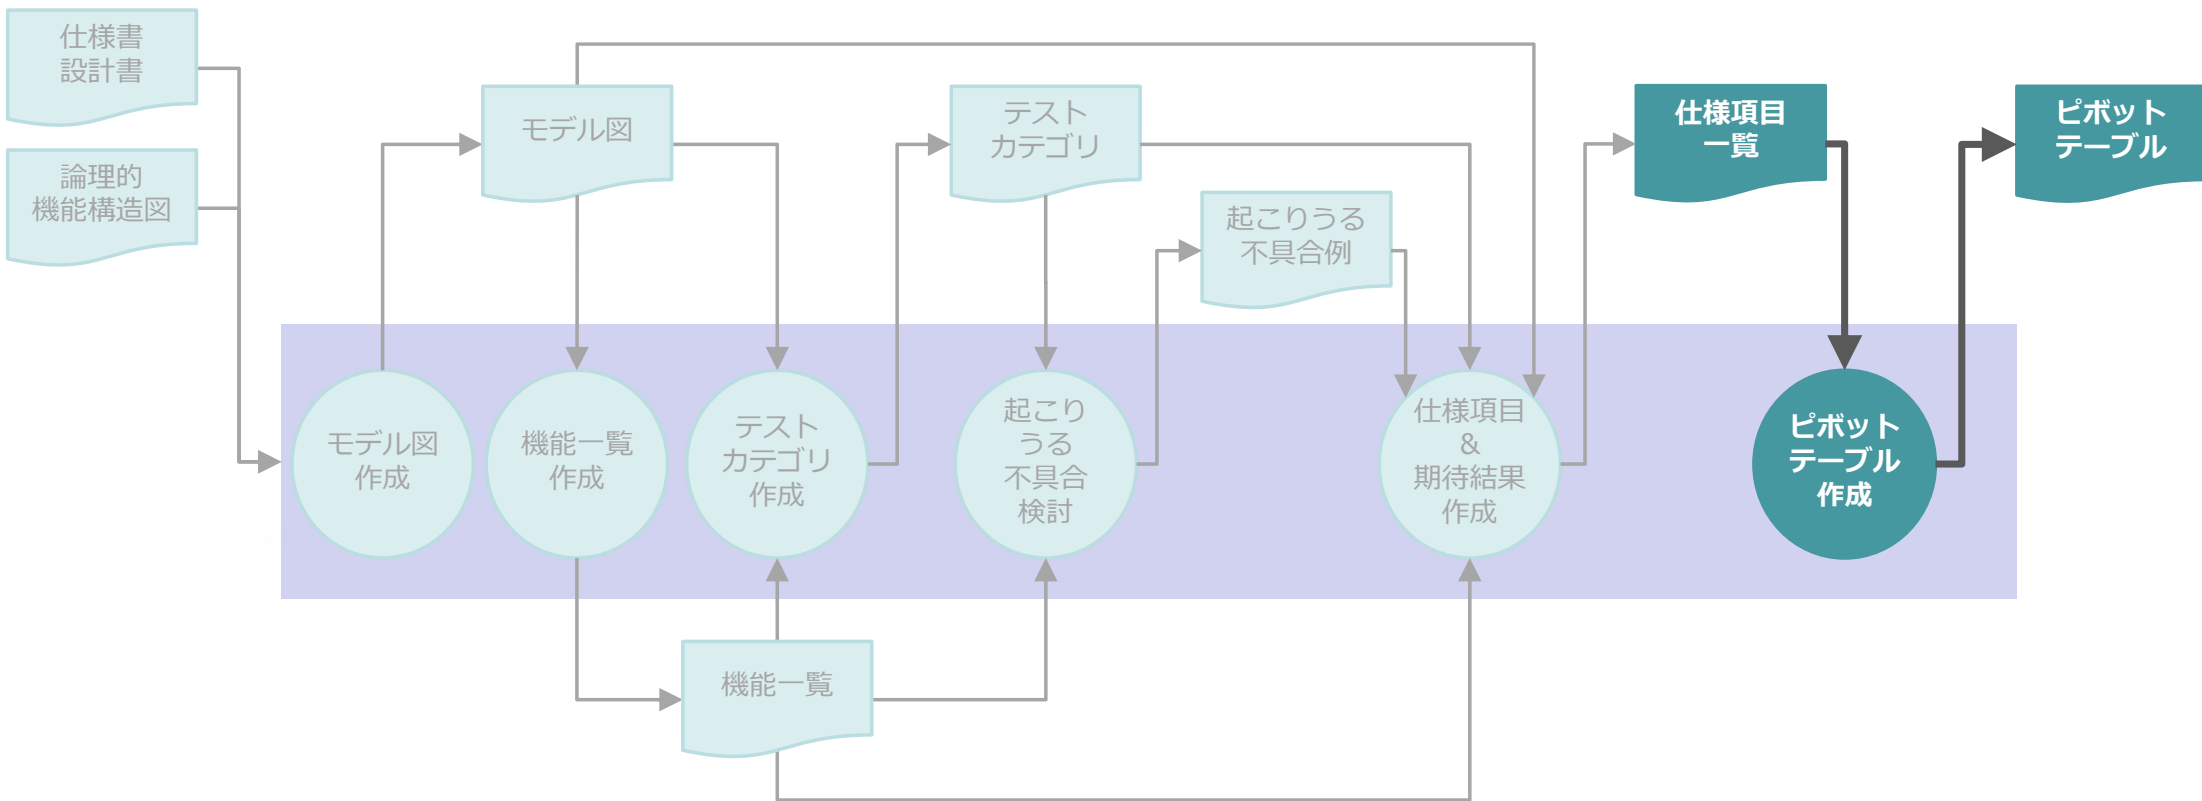 仕様書
設計書
論理的
機能構造図
モデル図
テスト
カテゴリ
起こりうる
不具合例
仕様項目
一覧
ピボット
テーブル
モデル図
作成
機能一覧
作成
テスト
カテゴリ
作成
起こり
うる
不具合
検討
仕様項目
&
期待結果
作成
ピボット
テーブル
作成
機能一覧